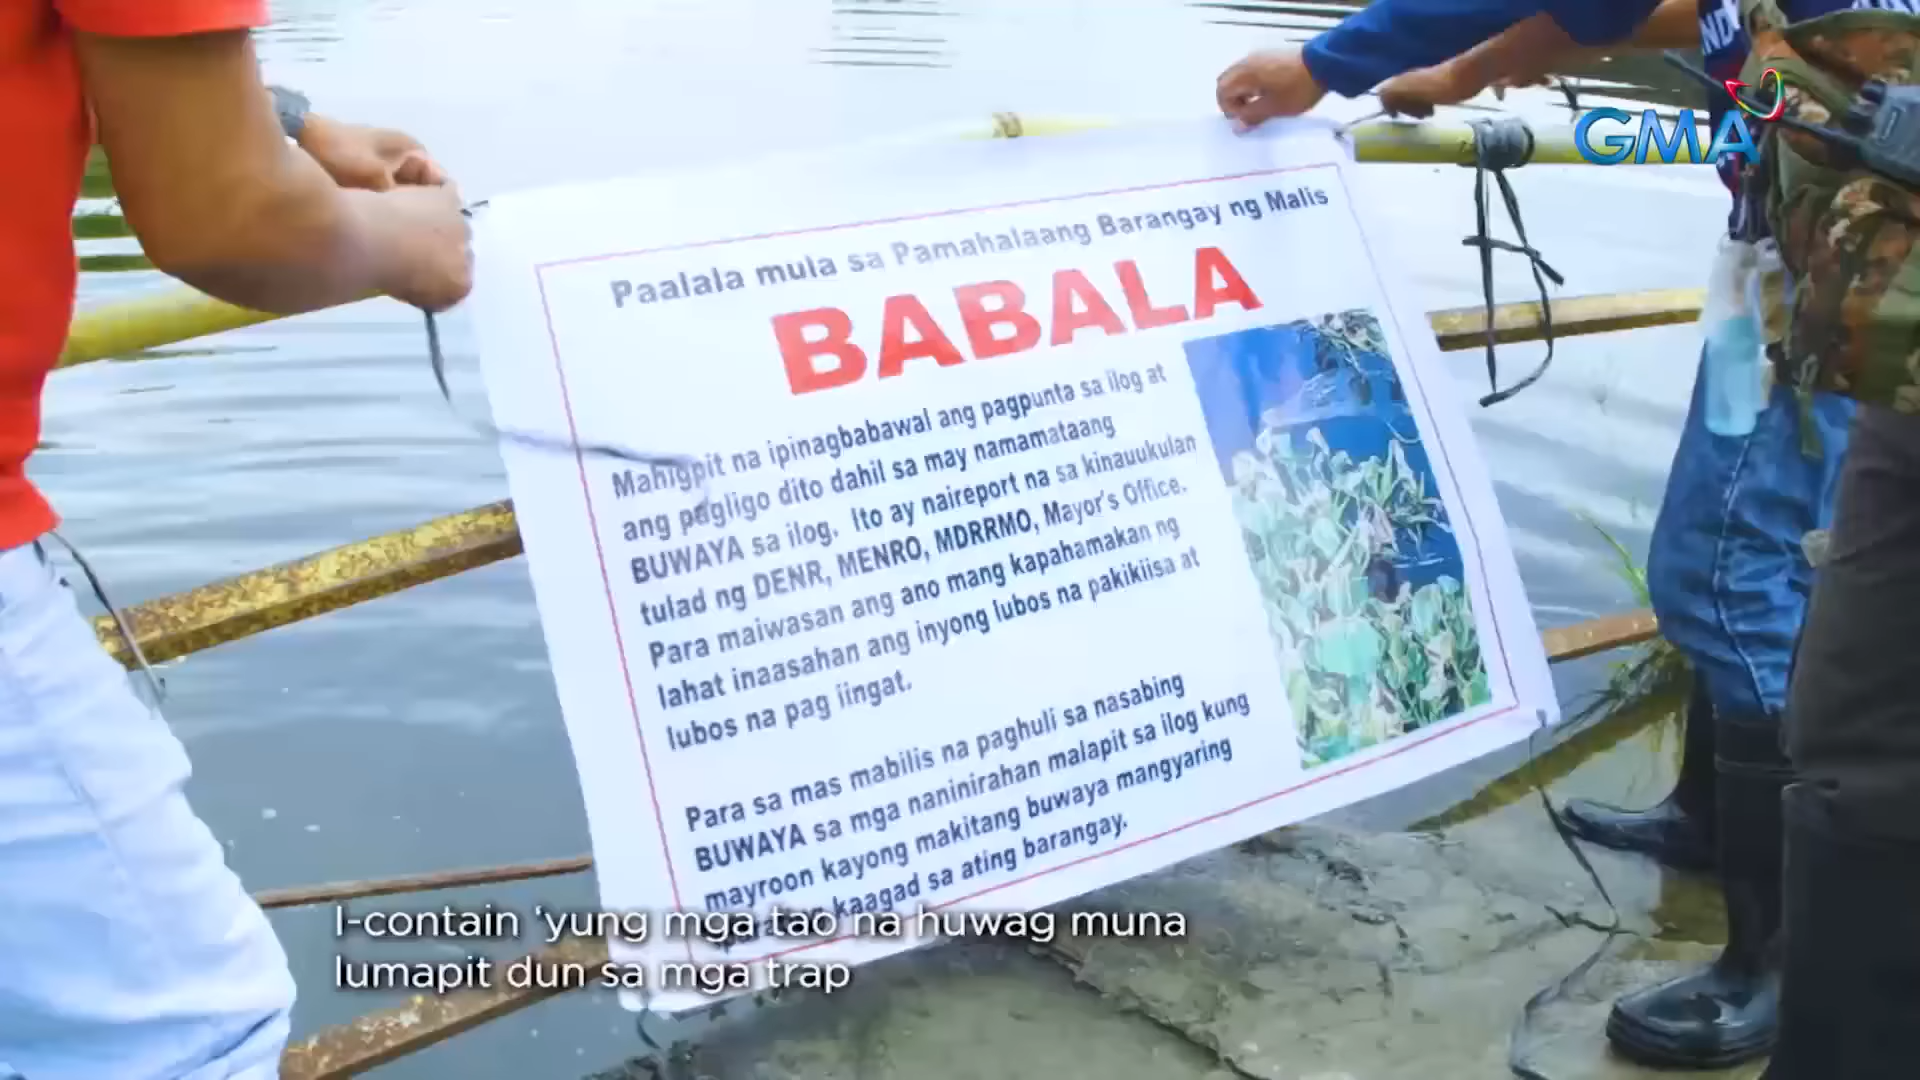 GMA
Paalala mula sa Pamahalaang Barangay ng Malis
BABALA
Mahigpit na ipinagbabawal ang pagpunta sa ilog at
ang pagligo dito dahil sa may namamataang
BUWAYA sa ilog. Ito ay naireport na sa kinauukulan
tulad ng DENR, MENRO, MDRRMO, Mayor's Office.
Para maiwasan ang ano mang kapahamakan ng
lahat inaasahan ang inyong lubos na pakikiisa at
lubos na pag iingat.
Para sa mas mabilis na paghuli sa nasabing
BUWAYA sa mga naninirahan malapit sa ilog kung
mayroon kayong makitang buwaya mangyaring
kaagad sa ating barangay.
I-contain ‘yung mga tao na huwag muna
lumapit dun sa mga trap